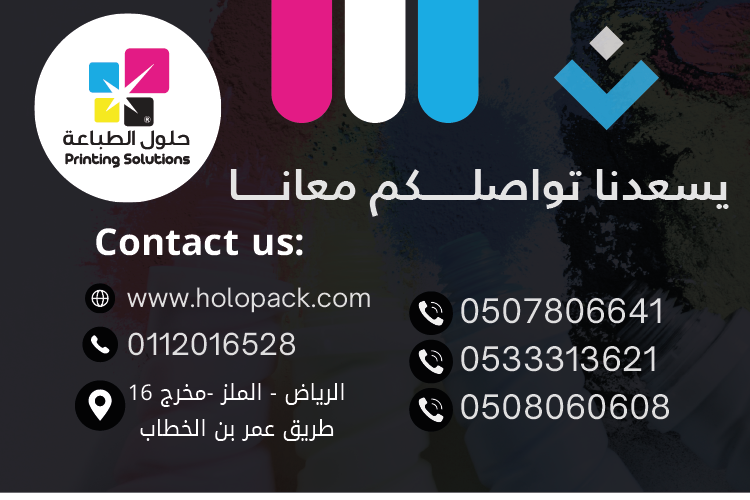 حلول الطباعة
Printing Solutions
يسعدنا تواصلـــكم معانـــا
Contact us:
www.holopack.com
0112016528
الرياض - الملز -مخرج 16
طريق عمر بن الخطاب
0507806641
0533313621
0508060608